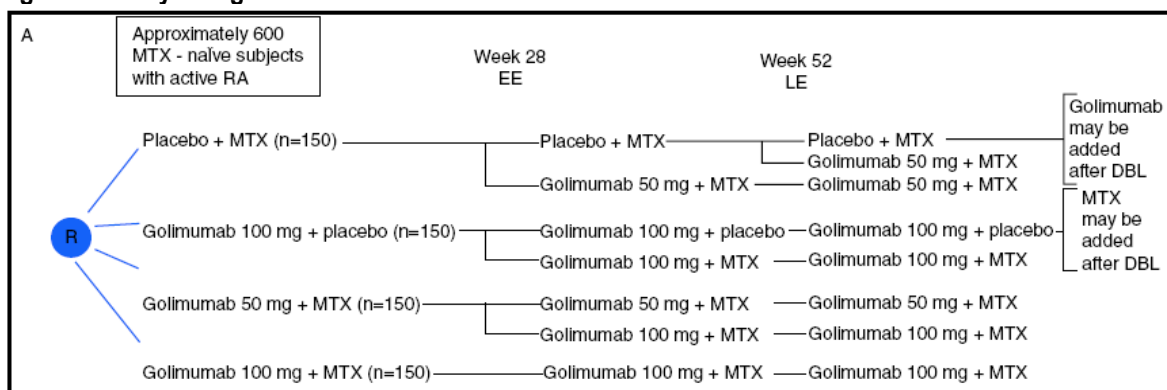 A
Approximately 600
MTX - naïve subjects
with active RA
Week 28
EE
Week 52
LE
Placebo + MTX (n=150)
Placebo + MTX
Placebo + MTX
Golimumab 50 mg + MTX
Golimumab 50 mg + MTX
Golimumab 50 mg + MTX
Golimumab
may be
added
after DBL
R
Golimumab 100 mg + placebo (n=150)
Golimumab 100 mg + placebo
Golimumab 100 mg + placebo
Golimumab 100 mg + MTX
Golimumab 100 mg + MTX
MTX
may be
added
after DBL
Golimumab 50 mg + MTX (n=150)
Golimumab 50 mg + MTX
Golimumab 50 mg + MTX
Golimumab 100 mg + MTX
Golimumab 100 mg + MTX
Golimumab 100 mg + MTX (n=150)
Golimumab 100 mg + MTX
Golimumab 100 mg + MTX